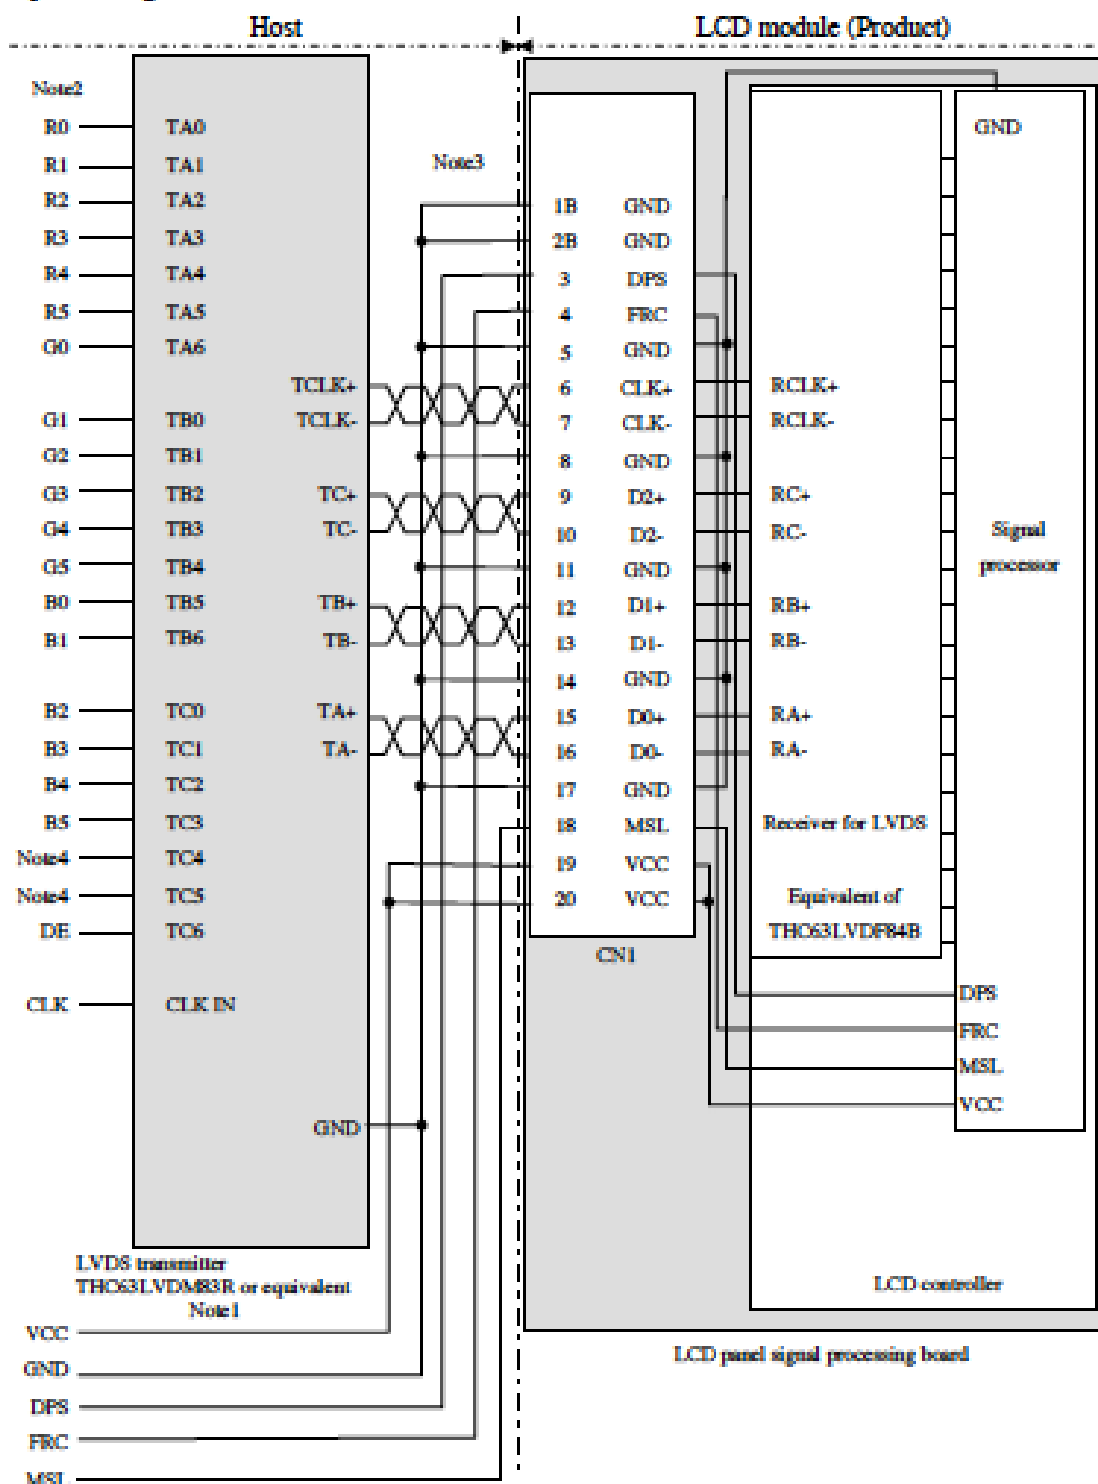 Host LCD module (Product)
Note2
R0 TA0 GND
R1 TA1 Note3
R2 TA2 1B GND
R3 TA3 2B GND
R4 TA4 3 DPS
R5 TA5 4 FRC
G0 TA6 5 GND
TCLK+ 6 CLK+ RCLK+
G1 TB0 TCLK- 7 CLK- RCLK-
G2 TB1 8 GND
G3 TB2 TC+ 9 D2+ RC+
G4 TB3 TC- 10 D2- RC- Signal
G5 TB4 11 GND processor
B0 TB5 TB+ 12 D1+ RB+
B1 TB6 TB- 13 D1- RB-
14 GND
B2 TC0 TA+ 15 D0+ RA+
B3 TC1 TA- 16 D0- RA-
B4 TC2 17 GND
B5 TC3 18 MSL Receiver for LVDS
Note4 TC4 19 VCC
Note4 TC5 20 VCC Equivalent of
DE TC6 THC63LVDF84B
CN1
DPS
CLK CLK IN
FRC
MSL
VCC
GND
LVDS transmitter
THC63LVDM83R or equivalent
LCD controller
Note1
VCC
LCD panel signal processing board
GND
DPS
FRC
MSL